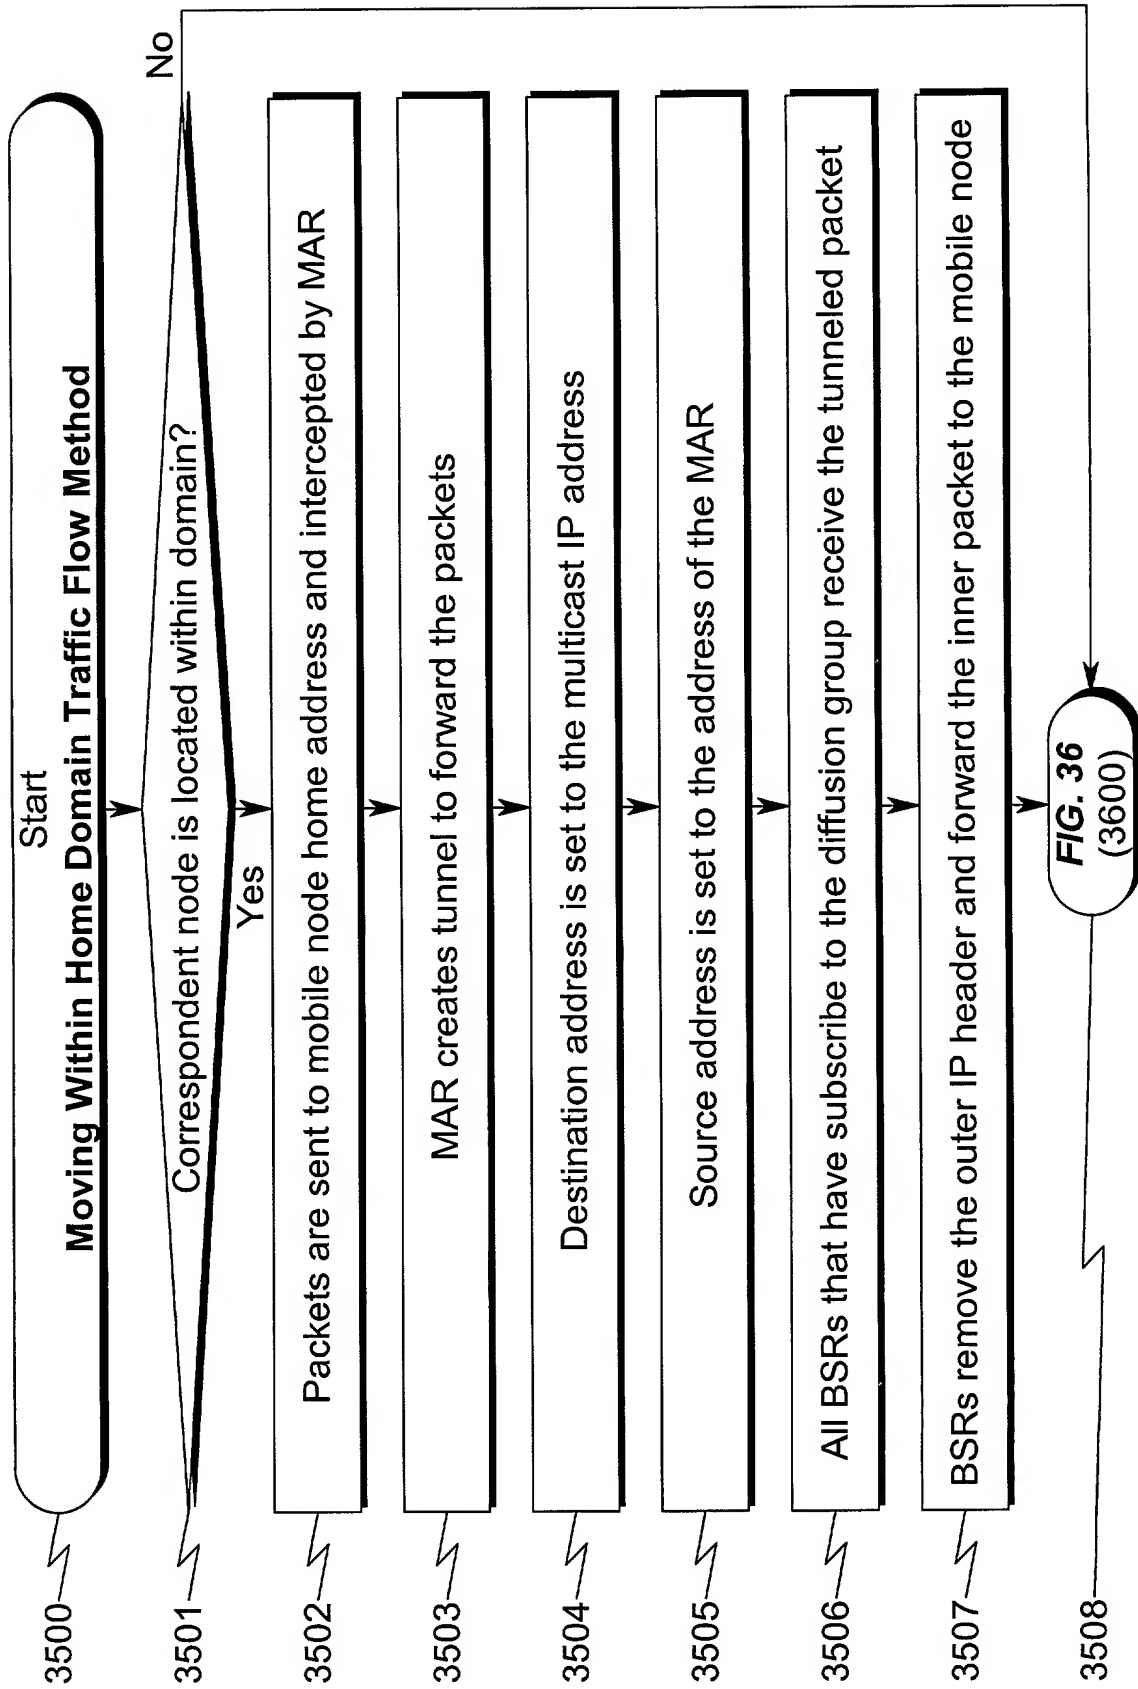 3500
Start
Moving Within Home Domain Traffic Flow Method
3501
Correspondent node is located within domain?
No
Yes
3502
Packets are sent to mobile node home address and intercepted by MAR
3503
MAR creates tunnel to forward the packets
3504
Destination address is set to the multicast IP address
3505
Source address is set to the address of the MAR
3506
All BSRs that have subscribe to the diffusion group receive the tunneled packet
3507
BSRs remove the outer IP header and forward the inner packet to the mobile node
3508
FIG. 36
(3600)